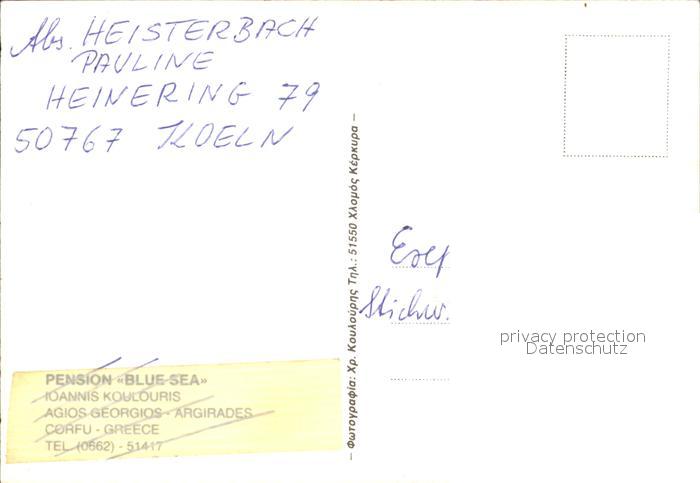 Abs. HEISTERBACH
PAULINE
HEINERING 79
50767 KOELN
— Φωτογραφία: Χρ. Κουλούρης Τηλ.: 51550 Χλομός Κέρκυρα —
Stichw.
privacy protection
Datenschutz
PENSION «BLUE SEA»
IOANNIS KOULOURIS
AGIOS GEORGIOS - ARGIRADES
CORFU - GREECE
TEL. (0662) - 51417